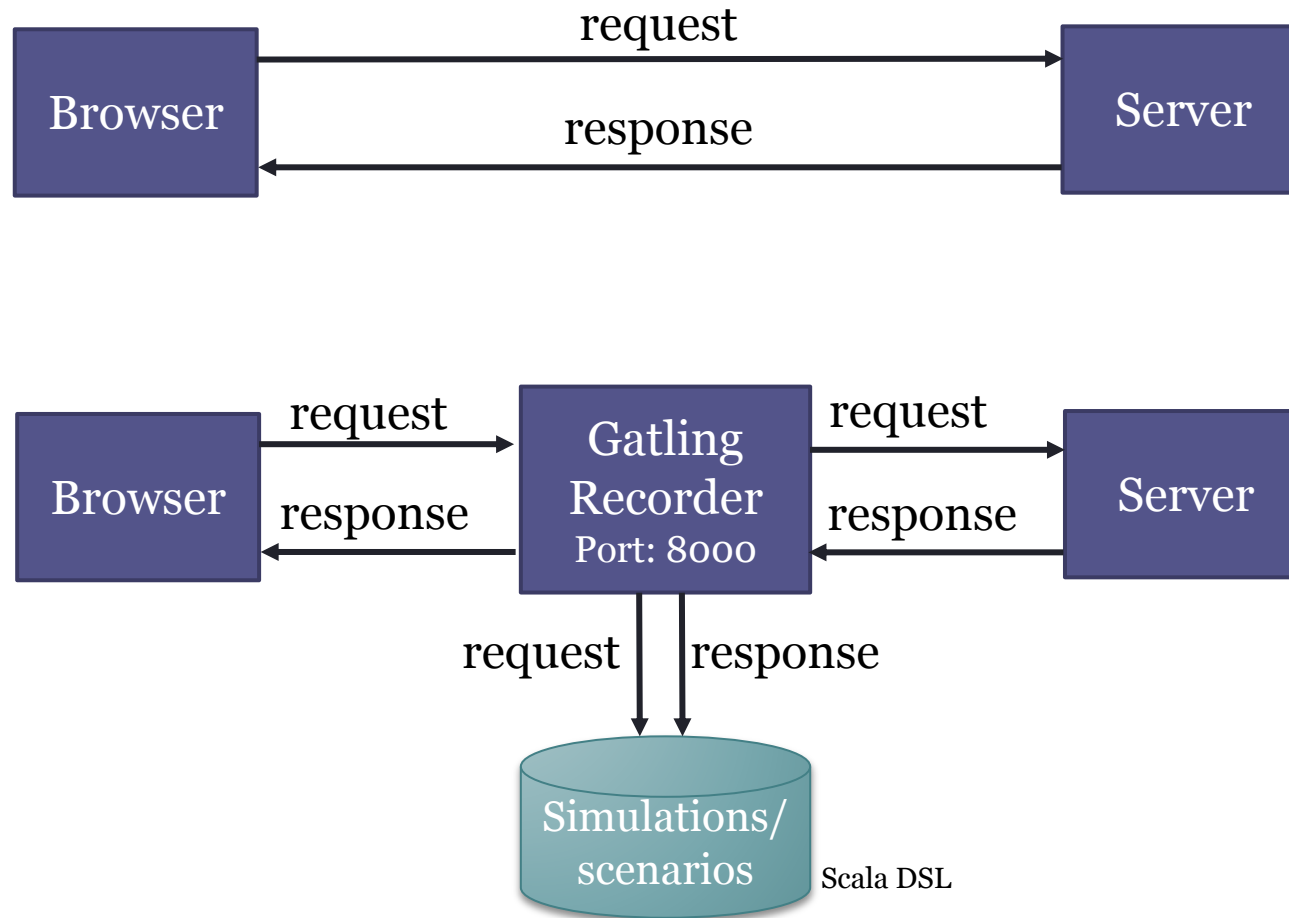 request
Browser
Server
response
request
request
Gatling
Recorder
Port: 8000
Browser
Server
response
response
request
response
Simulations/
scenarios
Scala DSL